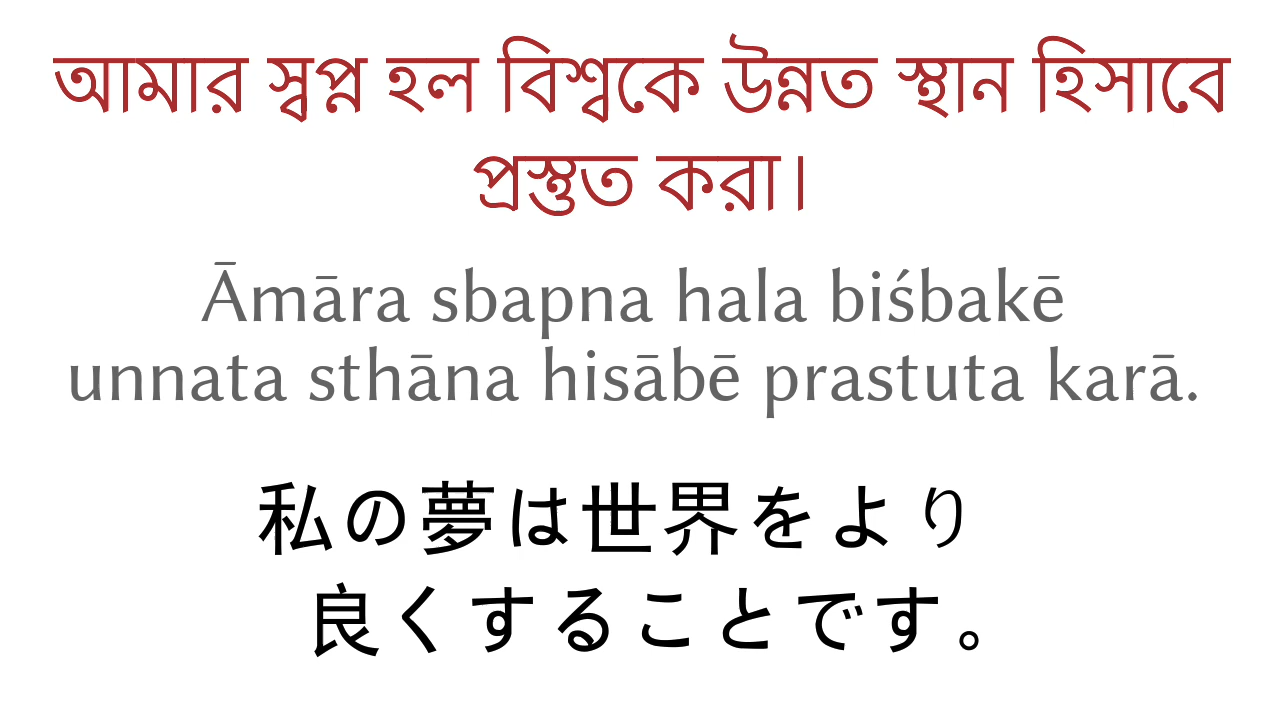 আমার স্বপ্ন হল বিশ্বকে উন্নত স্থান হিসাবে
প্রস্তুত করা।
Āmāra sbapna hala biśbakē
unnata sthāna hisābē prastuta karā.
私の夢は世界をより
良くすることです。